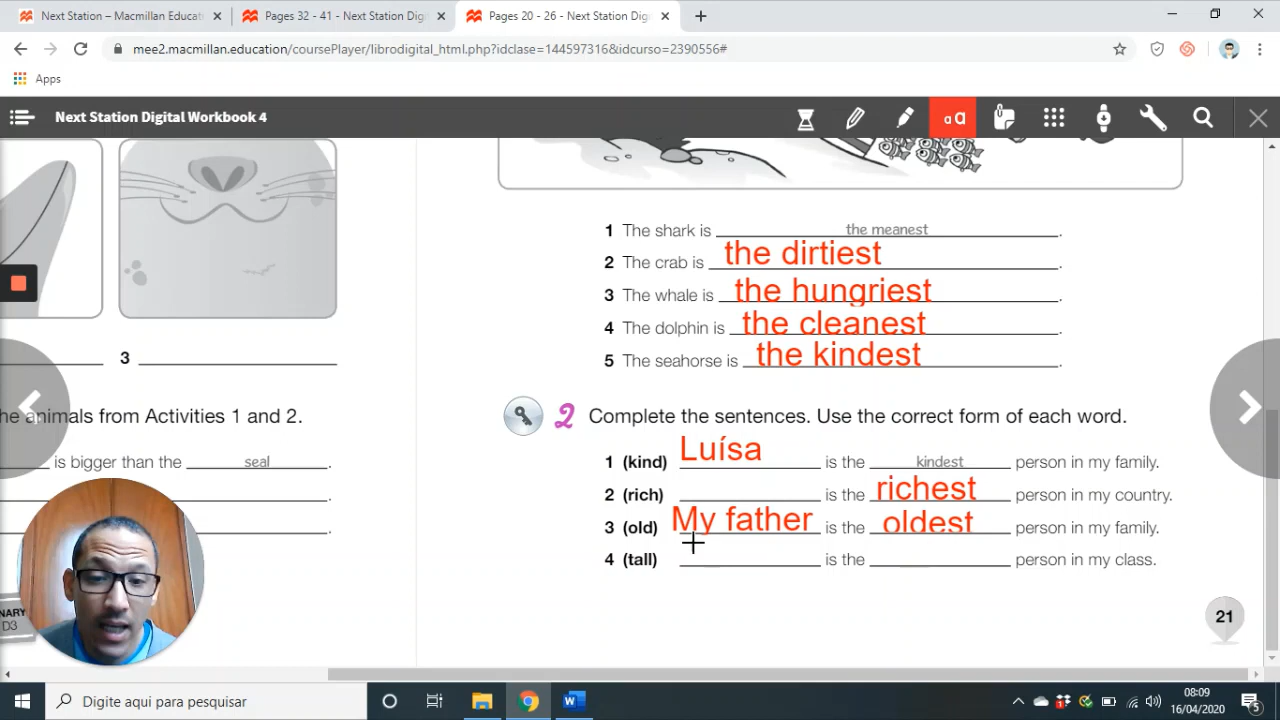 Next Station – Macmillan Educat
Pages 32 - 41 - Next Station Dig
Pages 20 - 26 - Next Station Dig
mee2.macmillan.education/coursePlayer/librodigital_html.php?idclase=144597316&idcurso=2390556#
Apps
Next Station Digital Workbook 4
a a
1 The shark is the meanest.
2 The crab is the dirtiest.
3 The whale is the hungriest.
4 The dolphin is the cleanest.
5 The seahorse is the kindest.
3
he animals from Activities 1 and 2.
is bigger than the seal.
.
.
2 Complete the sentences. Use the correct form of each word.
1 (kind) Luísa is the kindest person in my family.
2 (rich) is the richest person in my country.
3 (old) My father is the oldest person in my family.
4 (tall) is the person in my class.
NARY
D3
21
Digite aqui para pesquisar
08:09
16/04/2020
5